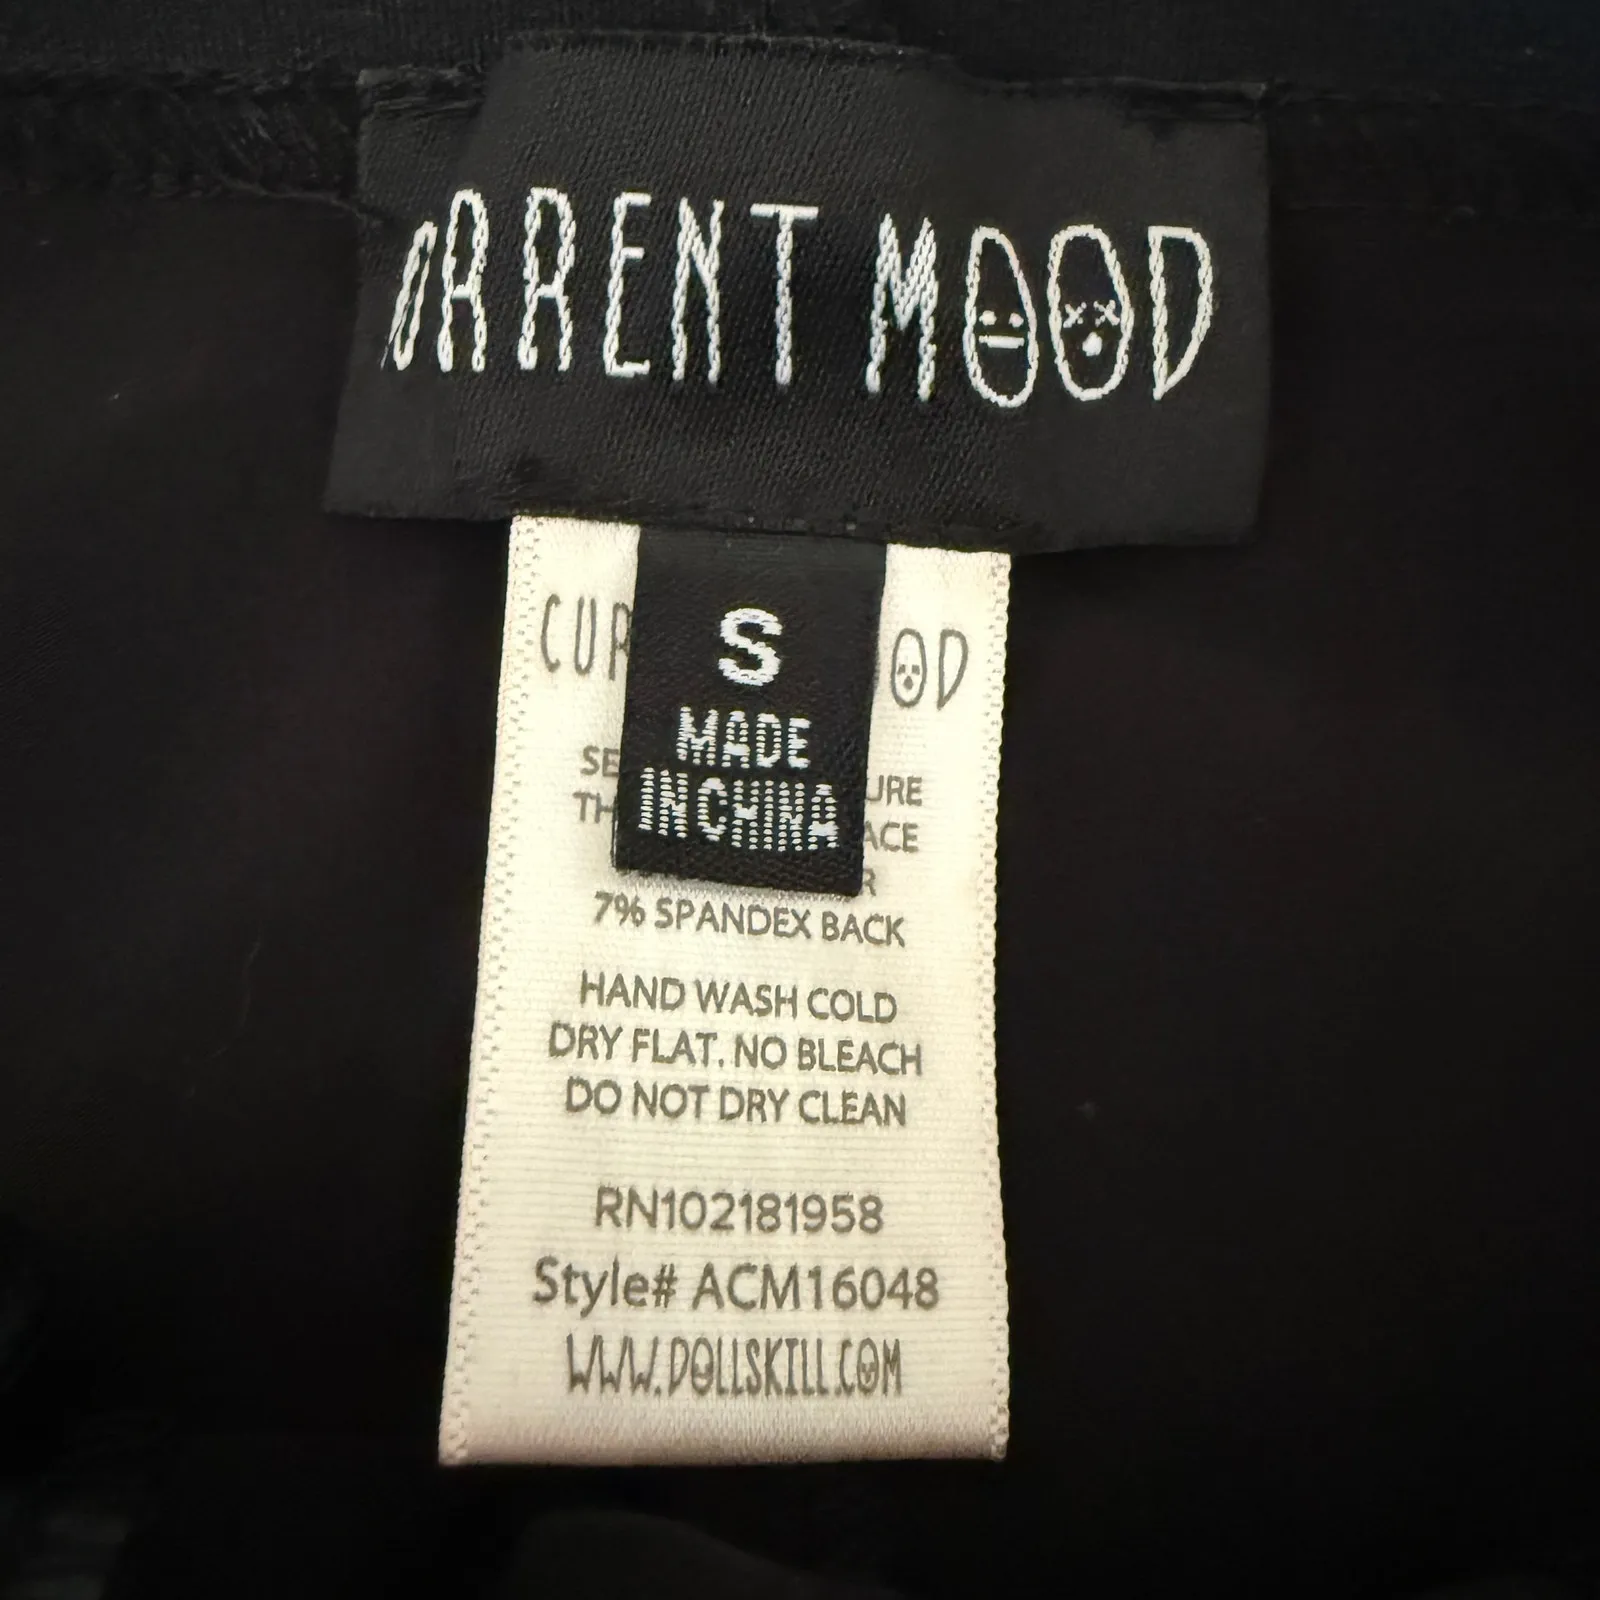 URRENT MOOD
S
MADE
IN CHINA
7% SPANDEX BACK
HAND WASH COLD
DRY FLAT. NO BLEACH
DO NOT DRY CLEAN
RN102181958
Style# ACM16048
WWW.DOLLSKILL.COM